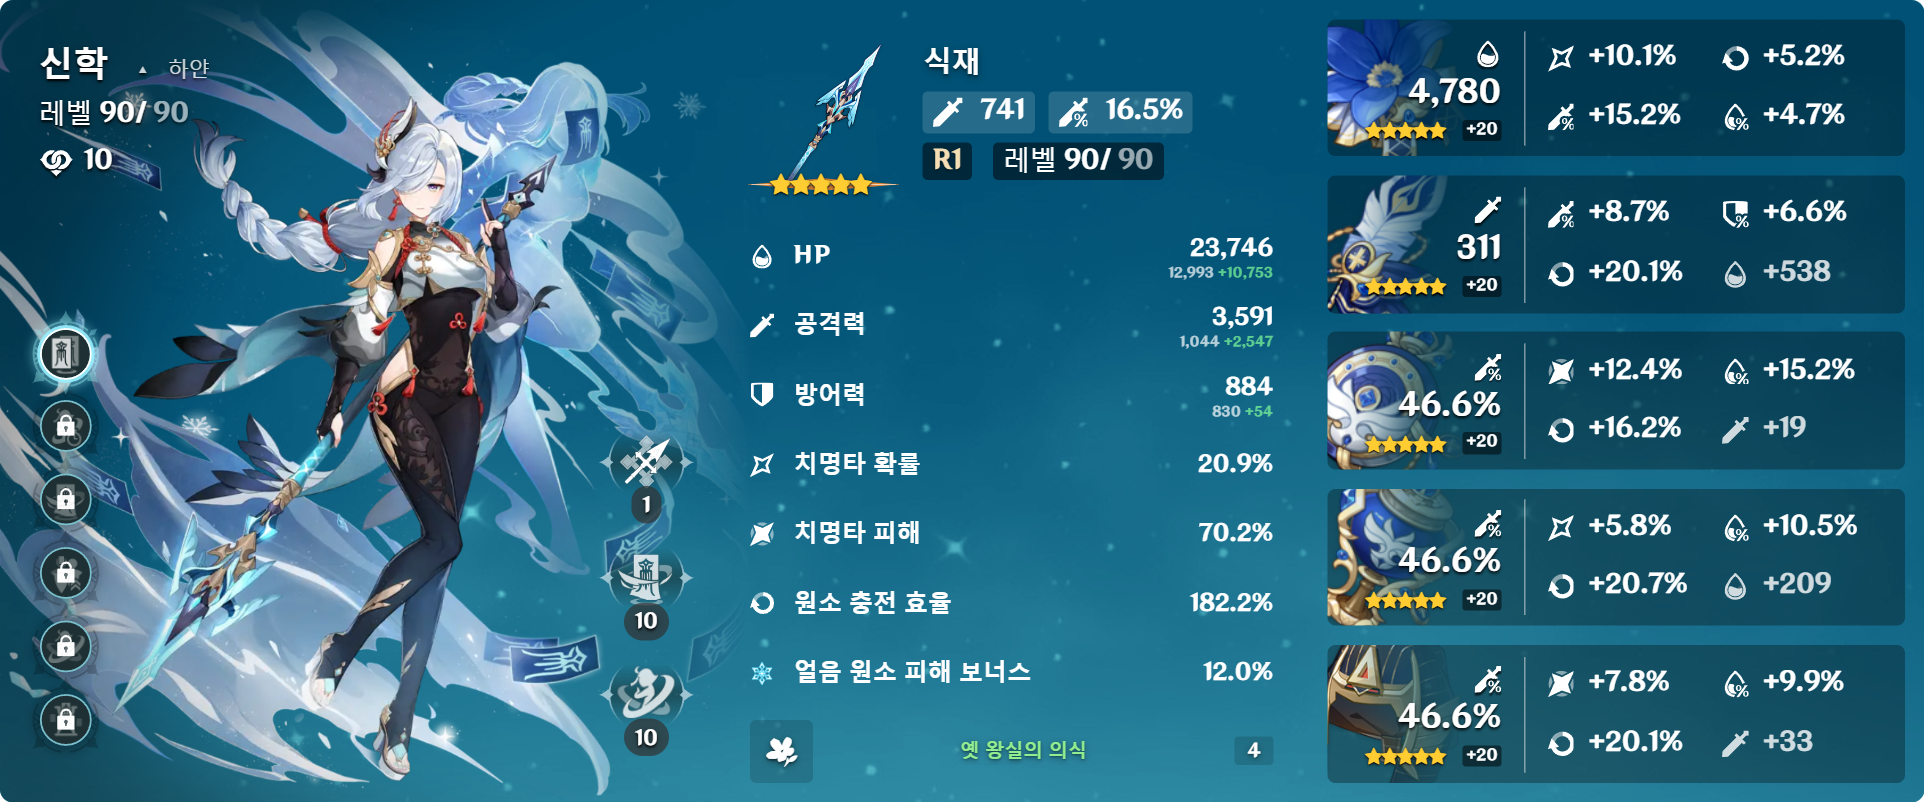 신학 ▲ 하얀
레벨 90/ 90
10
1
10
10
식재
741 16.5%
R1 레벨 90/ 90
HP 23,746
12,993 +10,753
공격력 3,591
1,044 +2,547
방어력 884
830 +54
치명타 확률 20.9%
치명타 피해 70.2%
원소 충전 효율 182.2%
얼음 원소 피해 보너스 12.0%
옛 왕실의 의식 4
4,780
+20
+10.1% +5.2%
+15.2% +4.7%
311
+20
+8.7% +6.6%
+20.1% +538
46.6%
+20
+12.4% +15.2%
+16.2% +19
46.6%
+20
+5.8% +10.5%
+20.7% +209
46.6%
+20
+7.8% +9.9%
+20.1% +33